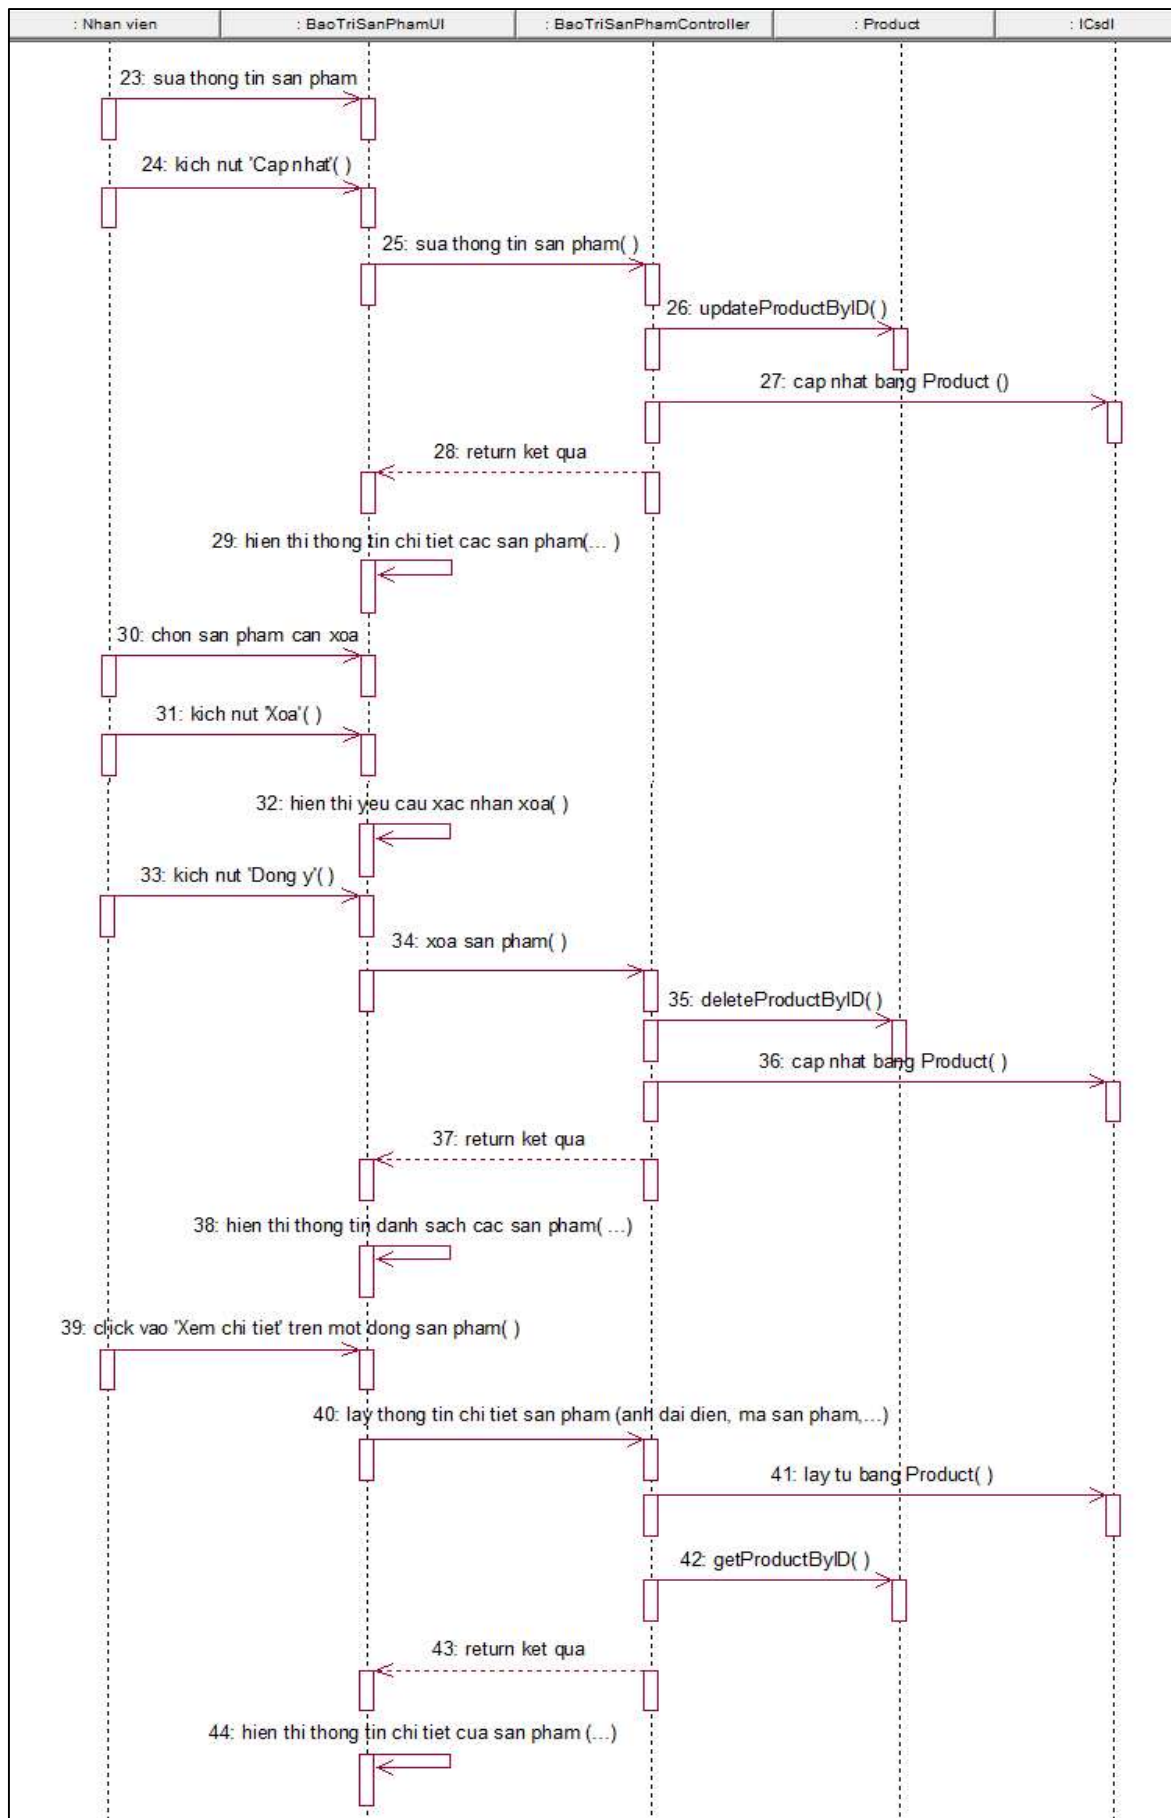 : Nhan vien
: BaoTriSanPhamUI
: BaoTriSanPhamController
: Product
: ICsdl
23: sua thong tin san pham
24: kich nut 'Cap nhat'( )
25: sua thong tin san pham( )
26: updateProductByID( )
27: cap nhat bang Product ()
28: return ket qua
29: hien thi thong tin chi tiet cac san pham(... )
30: chon san pham can xoa
31: kich nut 'Xoa'( )
32: hien thi yeu cau xac nhan xoa( )
33: kich nut 'Dong y'( )
34: xoa san pham( )
35: deleteProductByID( )
36: cap nhat bang Product( )
37: return ket qua
38: hien thi thong tin danh sach cac san pham( ...)
39: click vao 'Xem chi tiet' tren mot dong san pham( )
40: lay thong tin chi tiet san pham (anh dai dien, ma san pham,...)
41: lay tu bang Product( )
42: getProductByID( )
43: return ket qua
44: hien thi thong tin chi tiet cua san pham (...)